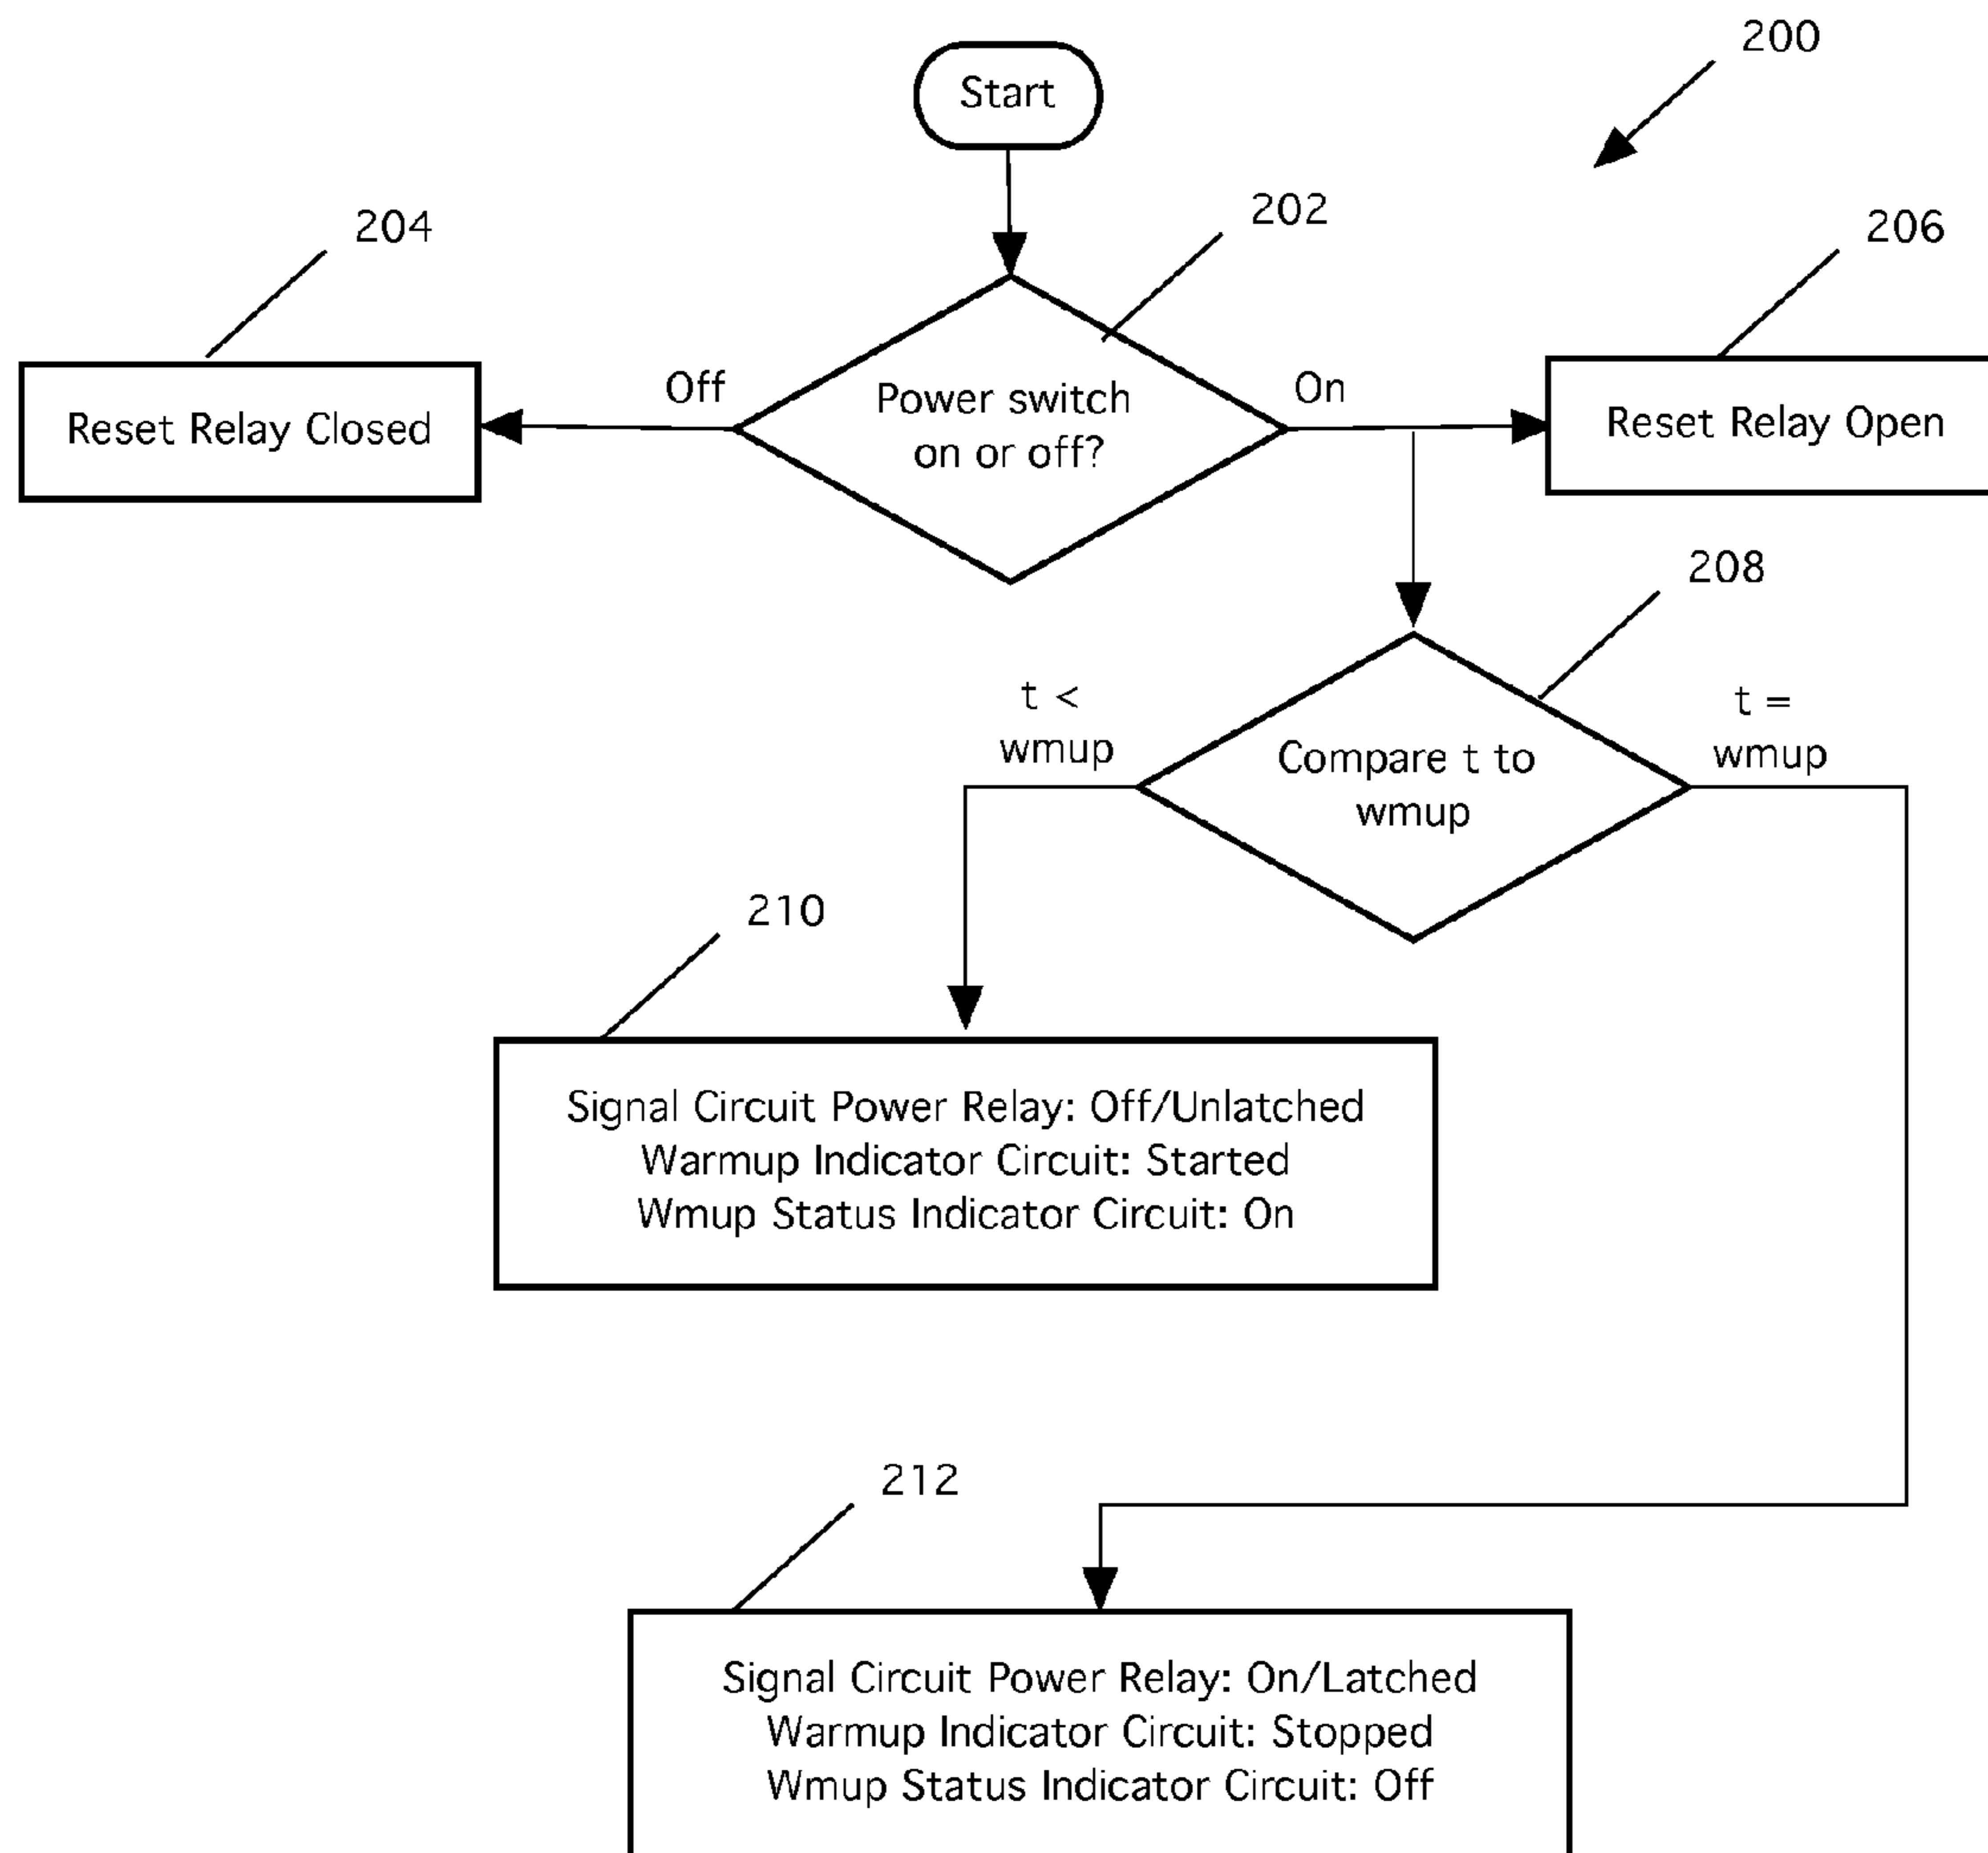 200
Start
202
204
206
Off
On
Power switch
on or off?
Reset Relay Closed
Reset Relay Open
208
t <
wmup
t =
wmup
Compare t to
wmup
210
Signal Circuit Power Relay: Off/Unlatched
Warmup Indicator Circuit: Started
Wmup Status Indicator Circuit: On
212
Signal Circuit Power Relay: On/Latched
Warmup Indicator Circuit: Stopped
Wmup Status Indicator Circuit: Off